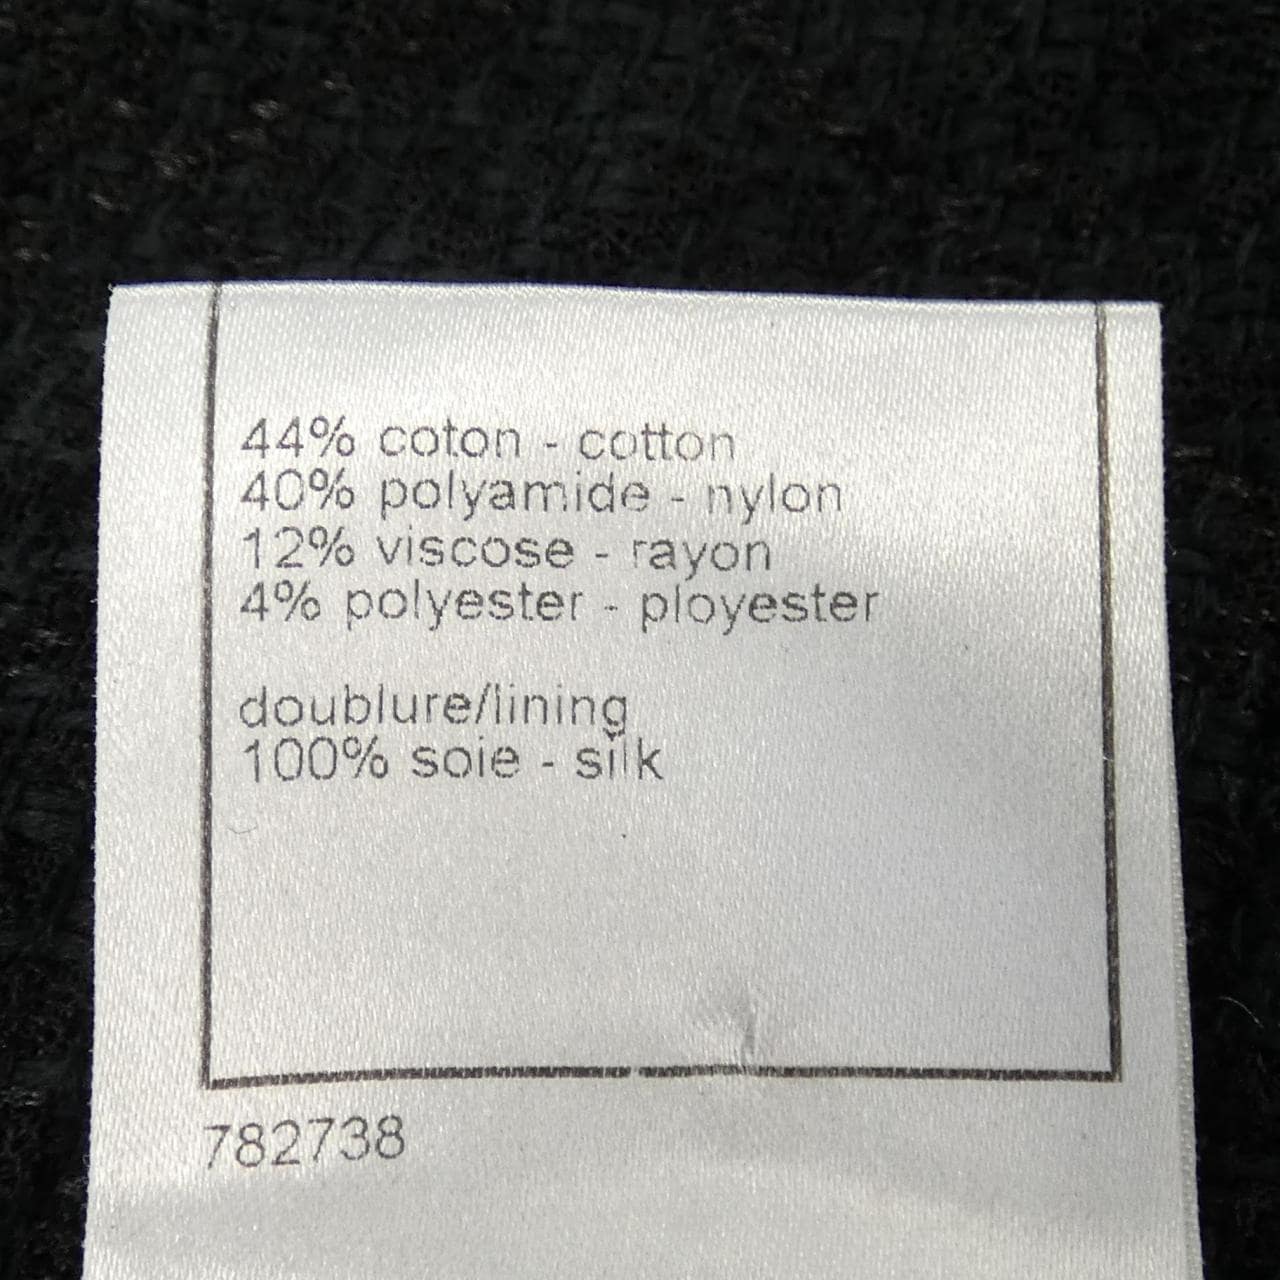 44% coton - cotton
40% polyamide - nylon
12% viscose - rayon
4% polyester - ployester
doublure/lining
100% soie - silk
782738